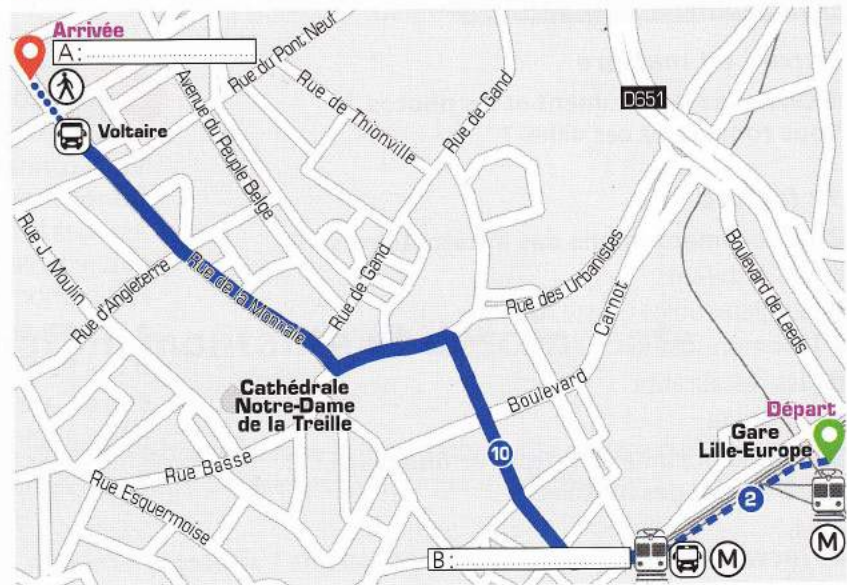 Arrivée
A : ..............................
Voltaire
Rue du Pont Neuf
Avenue du Peuple Belge
Rue de Thionville
Rue de Gand
D651
Rue J. Moulin
Rue d'Angleterre
Rue de la Monnaie
Rue de Gand
Rue des Urbanistes
Boulevard Carnot
Boulevard de Leeds
Cathédrale
Notre-Dame
de la Treille
Départ
Gare
Lille-Europe
Rue Basse
Rue Esquermoise
10
2
M
B : ..............................
M